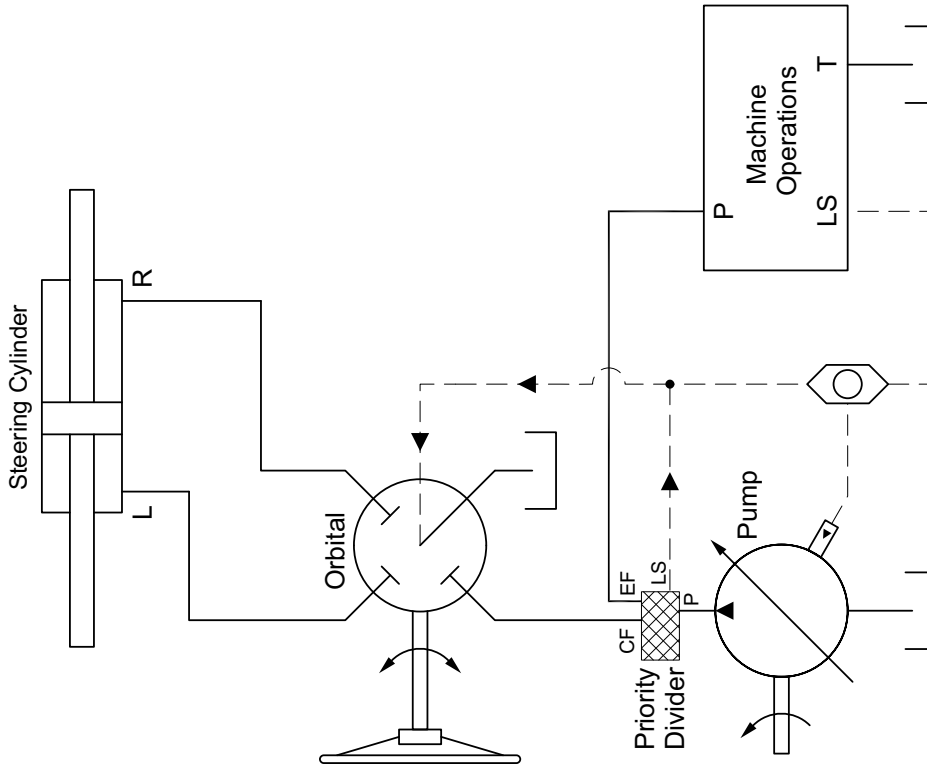 Steering Cylinder
L
R
Orbital
CF
EF
LS
P
Priority
Divider
Pump
P
LS
T
Machine
Operations